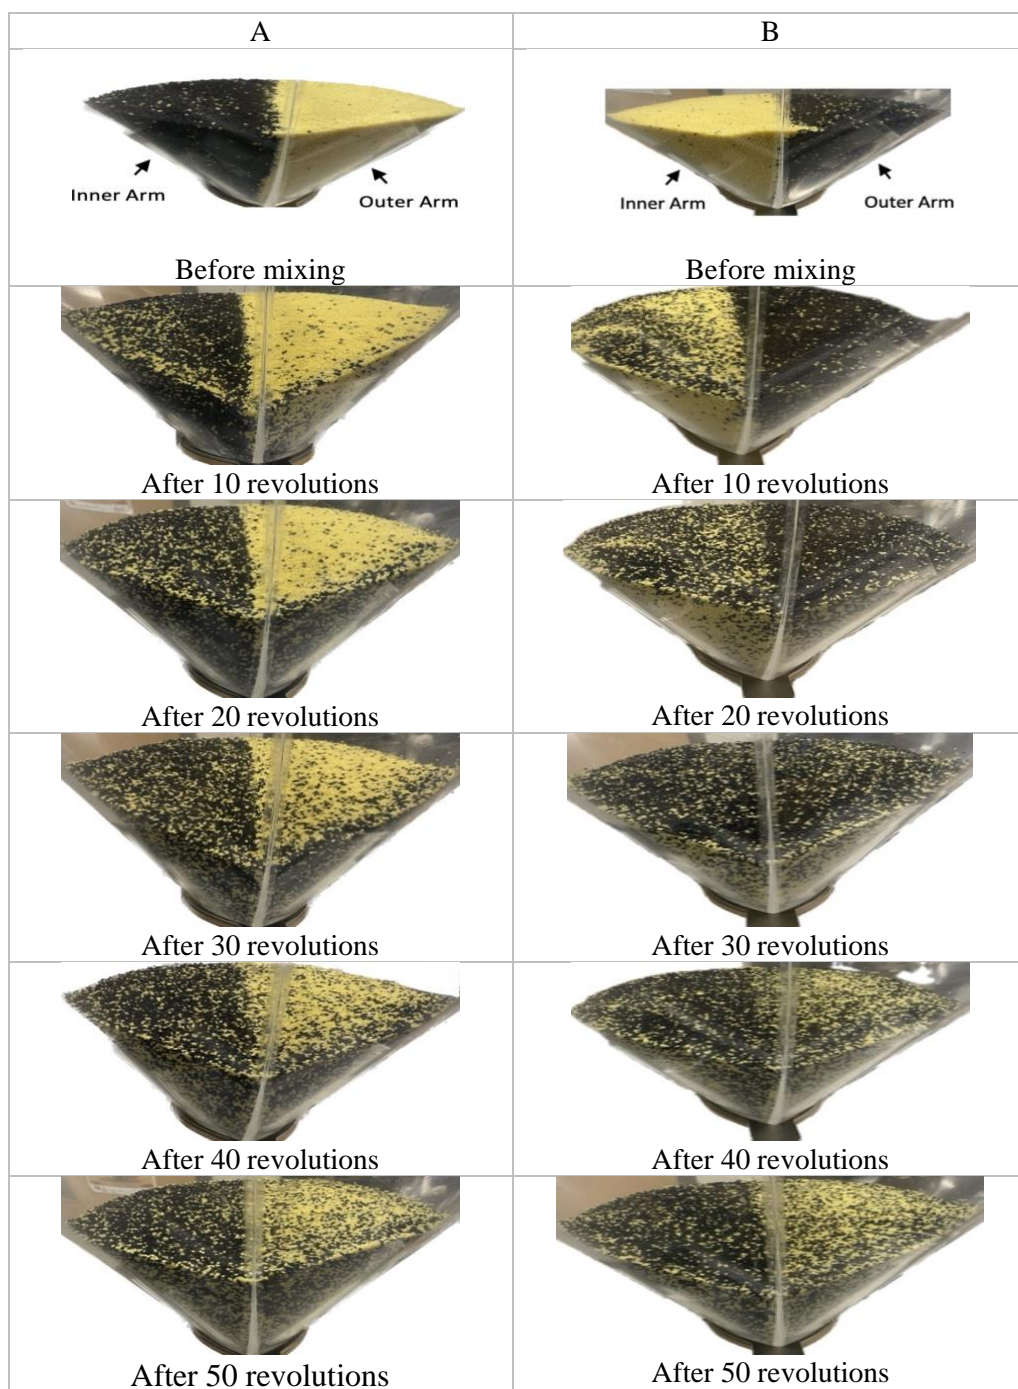 A
B
Inner Arm
Outer Arm
Inner Arm
Outer Arm
Before mixing
Before mixing
After 10 revolutions
After 10 revolutions
After 20 revolutions
After 20 revolutions
After 30 revolutions
After 30 revolutions
After 40 revolutions
After 40 revolutions
After 50 revolutions
After 50 revolutions